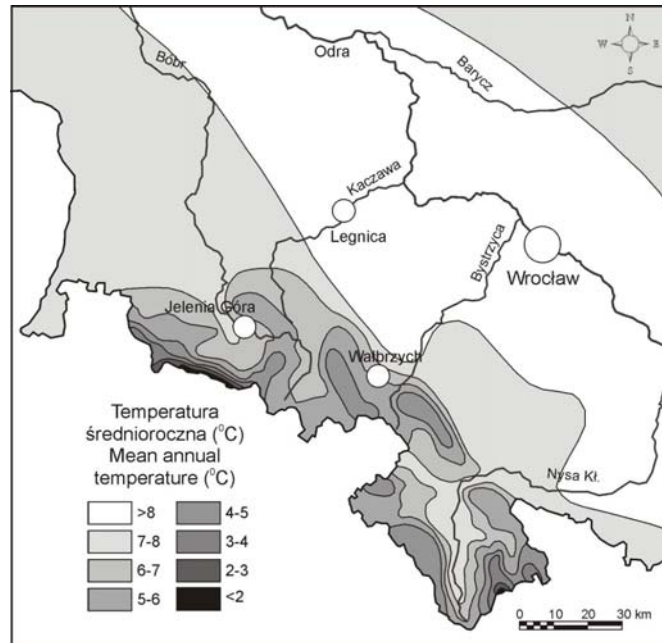 N
W E
S
Odra
Bóbr
Barycz
Kaczawa
Legnica
Bystrzyca
Wrocław
Jelenia Góra
Wałbrzych
Nysa Kł.
Temperatura
średnioroczna (°C)
Mean annual
temperature (°C)
>8
7-8
6-7
5-6
4-5
3-4
2-3
<2
0 10 20 30 km